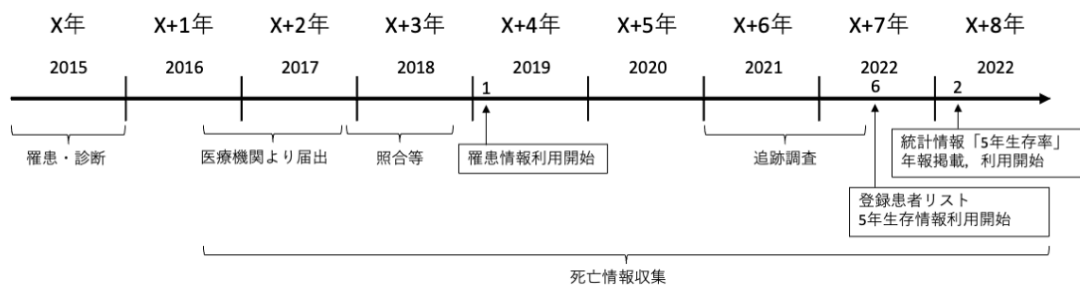 X年 X+1年 X+2年 X+3年 X+4年 X+5年 X+6年 X+7年 X+8年
2015 2016 2017 2018 2019 2020 2021 2022 2022
1 6 2
罹患・診断
医療機関より届出
照合等
罹患情報利用開始
追跡調査
統計情報「5年生存率」
年報掲載，利用開始
登録患者リスト
5年生存情報利用開始
死亡情報収集